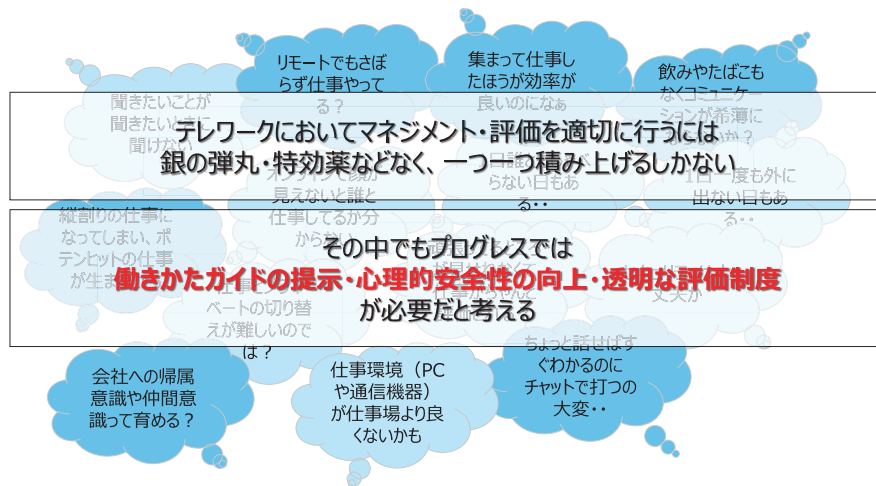 リモートでもさぼ
らず仕事やって
る？
集まって仕事し
たほうが効率が
良いのになぁ
飲みやたばこも
なくコミュニケー
ションが希薄に
聞きたいことが
聞きたいときに
聞けない
テレワークにおいてマネジメント・評価を適切に行うには
銀の弾丸・特効薬などなく、一つ一つ積み上げるしかない
見えないと誰と
仕事してるか分
からない
らない日もあ
る・・
1日一度も外に
出ない日もあ
る・・
縦割りの仕事に
なってしまい、ポ
テンヒットの仕事
が生ま
その中でもプログレスでは
働きかたガイドの提示・心理的安全性の向上・透明な評価制度
が必要だと考える
ベートの切り替
えが難しいので
は？
会社への帰属
意識や仲間意
識って育める？
仕事環境（PC
や通信機器）
が仕事場より良
くないかも
ちょっと話せばす
ぐわかるのに
チャットで打つの
大変・・